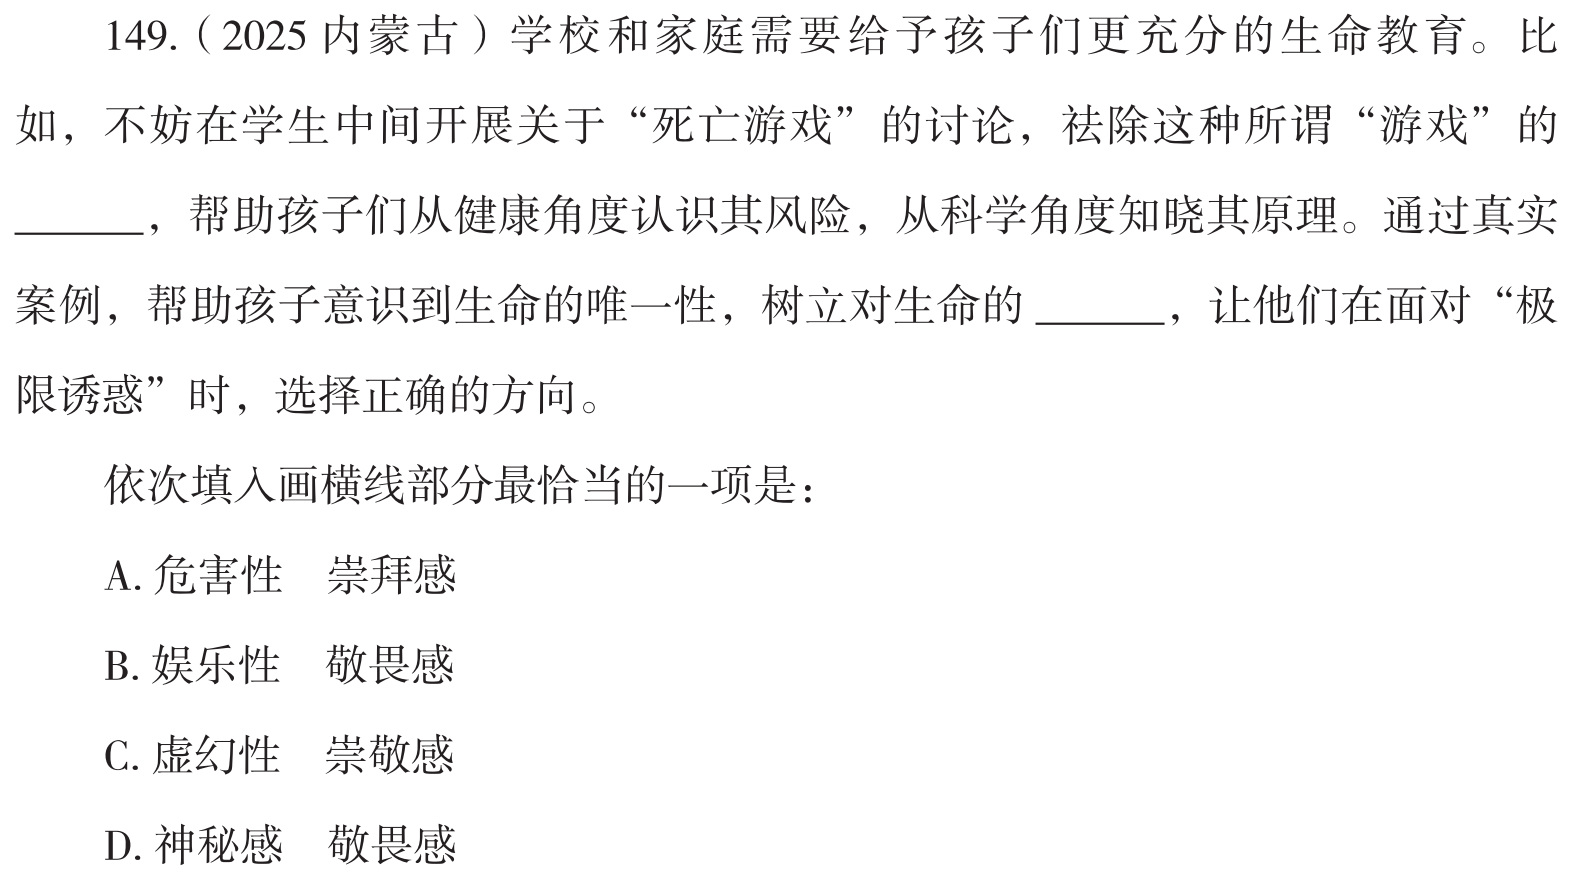 149.（2025 内蒙古）学校和家庭需要给予孩子们更充分的生命教育。比
如，不妨在学生中间开展关于“死亡游戏”的讨论，祛除这种所谓“游戏”的
______，帮助孩子们从健康角度认识其风险，从科学角度知晓其原理。通过真实
案例，帮助孩子意识到生命的唯一性，树立对生命的 ______，让他们在面对“极
限诱惑”时，选择正确的方向。
依次填入画横线部分最恰当的一项是：
A. 危害性　崇拜感
B. 娱乐性　敬畏感
C. 虚幻性　崇敬感
D. 神秘感　敬畏感